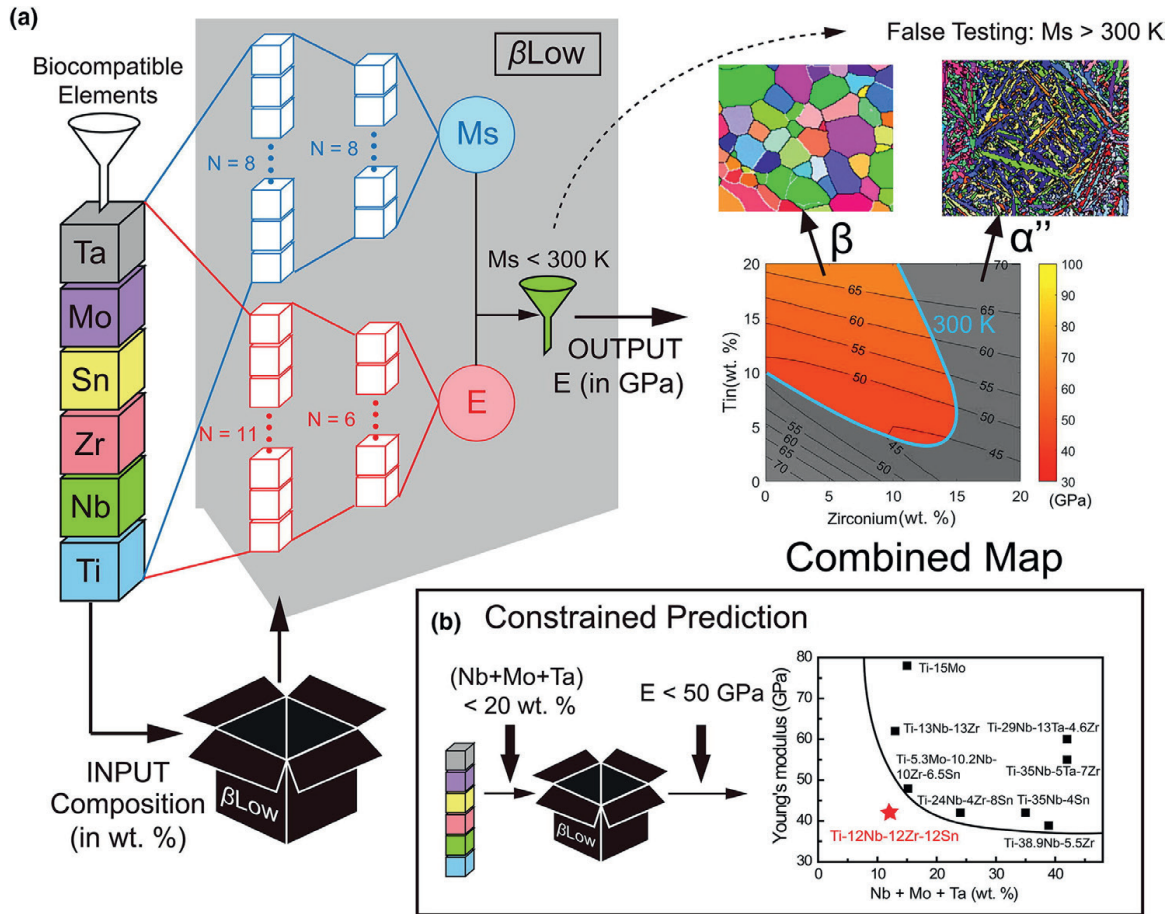 (a)
Biocompatible
Elements
Ta
Mo
Sn
Zr
Nb
Ti
INPUT
Composition
(in wt. %)
βLow
βLow
N = 8
N = 8
Ms
N = 11
N = 6
E
Ms < 300 K
OUTPUT
E (in GPa)
False Testing: Ms > 300 K
β
α’’
20
15
10
5
0
Tin(wt. %)
0
5
10
15
20
Zirconium(wt. %)
300 K
65
60
55
50
45
55
60
65
70
50
70
65
60
55
50
45
100
90
80
70
60
50
40
30
(GPa)
Combined Map
(b) Constrained Prediction
(Nb+Mo+Ta)
< 20 wt. %
βLow
E < 50 GPa
80
70
60
50
40
30
Young's modulus (GPa)
Ti-15Mo
Ti-13Nb-13Zr
Ti-29Nb-13Ta-4.6Zr
Ti-5.3Mo-10.2Nb-
10Zr-6.5Sn
Ti-35Nb-5Ta-7Zr
Ti-24Nb-4Zr-8Sn
Ti-35Nb-4Sn
Ti-12Nb-12Zr-12Sn
Ti-38.9Nb-5.5Zr
0
10
20
30
40
Nb + Mo + Ta (wt. %)